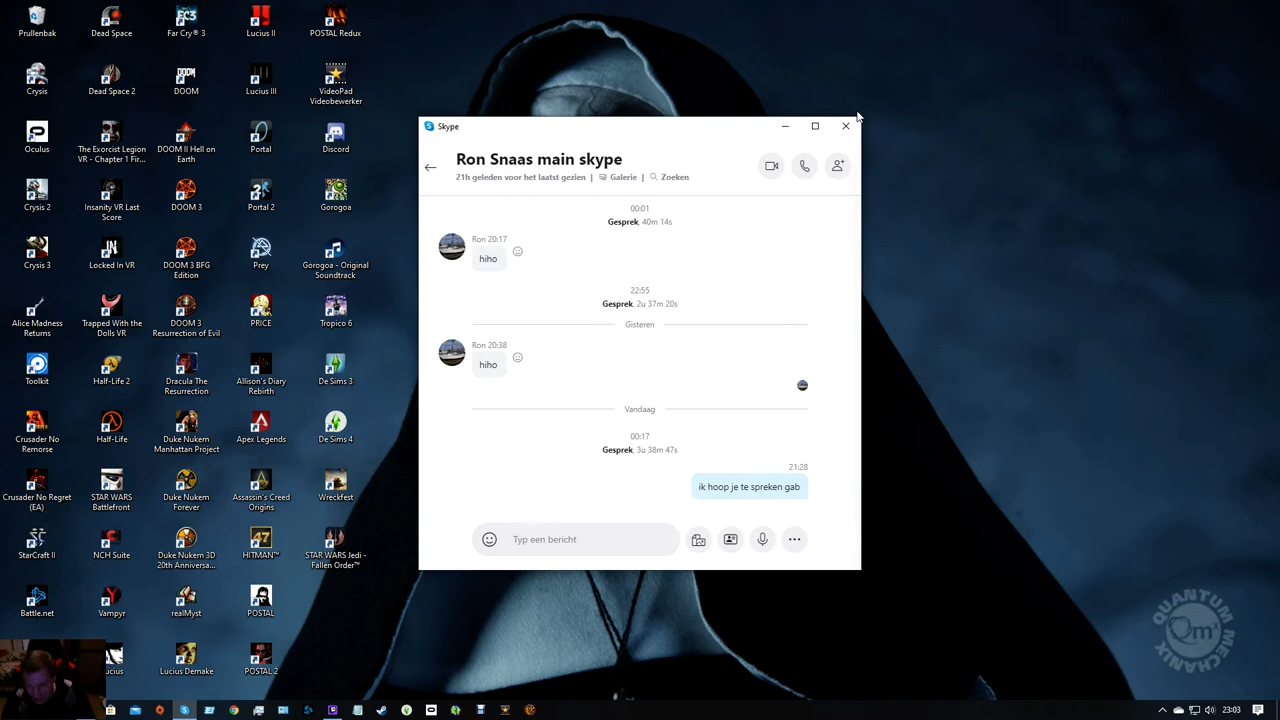 Prullenbak
Dead Space
Far Cry® 3
Lucius II
POSTAL Redux
Crysis
Dead Space 2
DOOM
Lucius III
VideoPad
Videobewerker
Oculus
The Exorcist Legion
VR - Chapter 1 Fir...
DOOM II Hell on
Earth
Portal
Discord
Crysis 2
Insanity VR Last
Score
DOOM 3
Portal 2
Gorogoa
Crysis 3
Locked In VR
DOOM 3 BFG
Edition
Prey
Gorogoa - Original
Soundtrack
Alice Madness
Returns
Trapped With the
Dolls VR
DOOM 3
Resurrection of Evil
PRICE
Tropico 6
Toolkit
Half-Life 2
Dracula The
Resurrection
Allison's Diary
Rebirth
De Sims 3
Crusader No
Remorse
Half-Life
Duke Nukem
Manhattan Project
Apex Legends
De Sims 4
Crusader No Regret
(EA)
STAR WARS
Battlefront
Duke Nukem
Forever
Assassin's Creed
Origins
Wreckfest
StarCraft II
NCH Suite
Duke Nukem 3D
20th Anniversa...
HITMAN™
STAR WARS Jedi -
Fallen Order™
Battle.net
Vampyr
realMyst
POSTAL
Lucius Demake
POSTAL 2
Skype
Ron Snaas main skype
21h geleden voor het laatst gezien | Galerie | Zoeken
00:01
Gesprek, 40m 14s
Ron 20:17
hiho
22:55
Gesprek, 2u 37m 20s
Gisteren
Ron 20:38
hiho
Vandaag
00:17
Gesprek, 3u 38m 47s
21:28
ik hoop je te spreken gab
Typ een bericht
QUANTUM MECHANIX
Qm
23:03